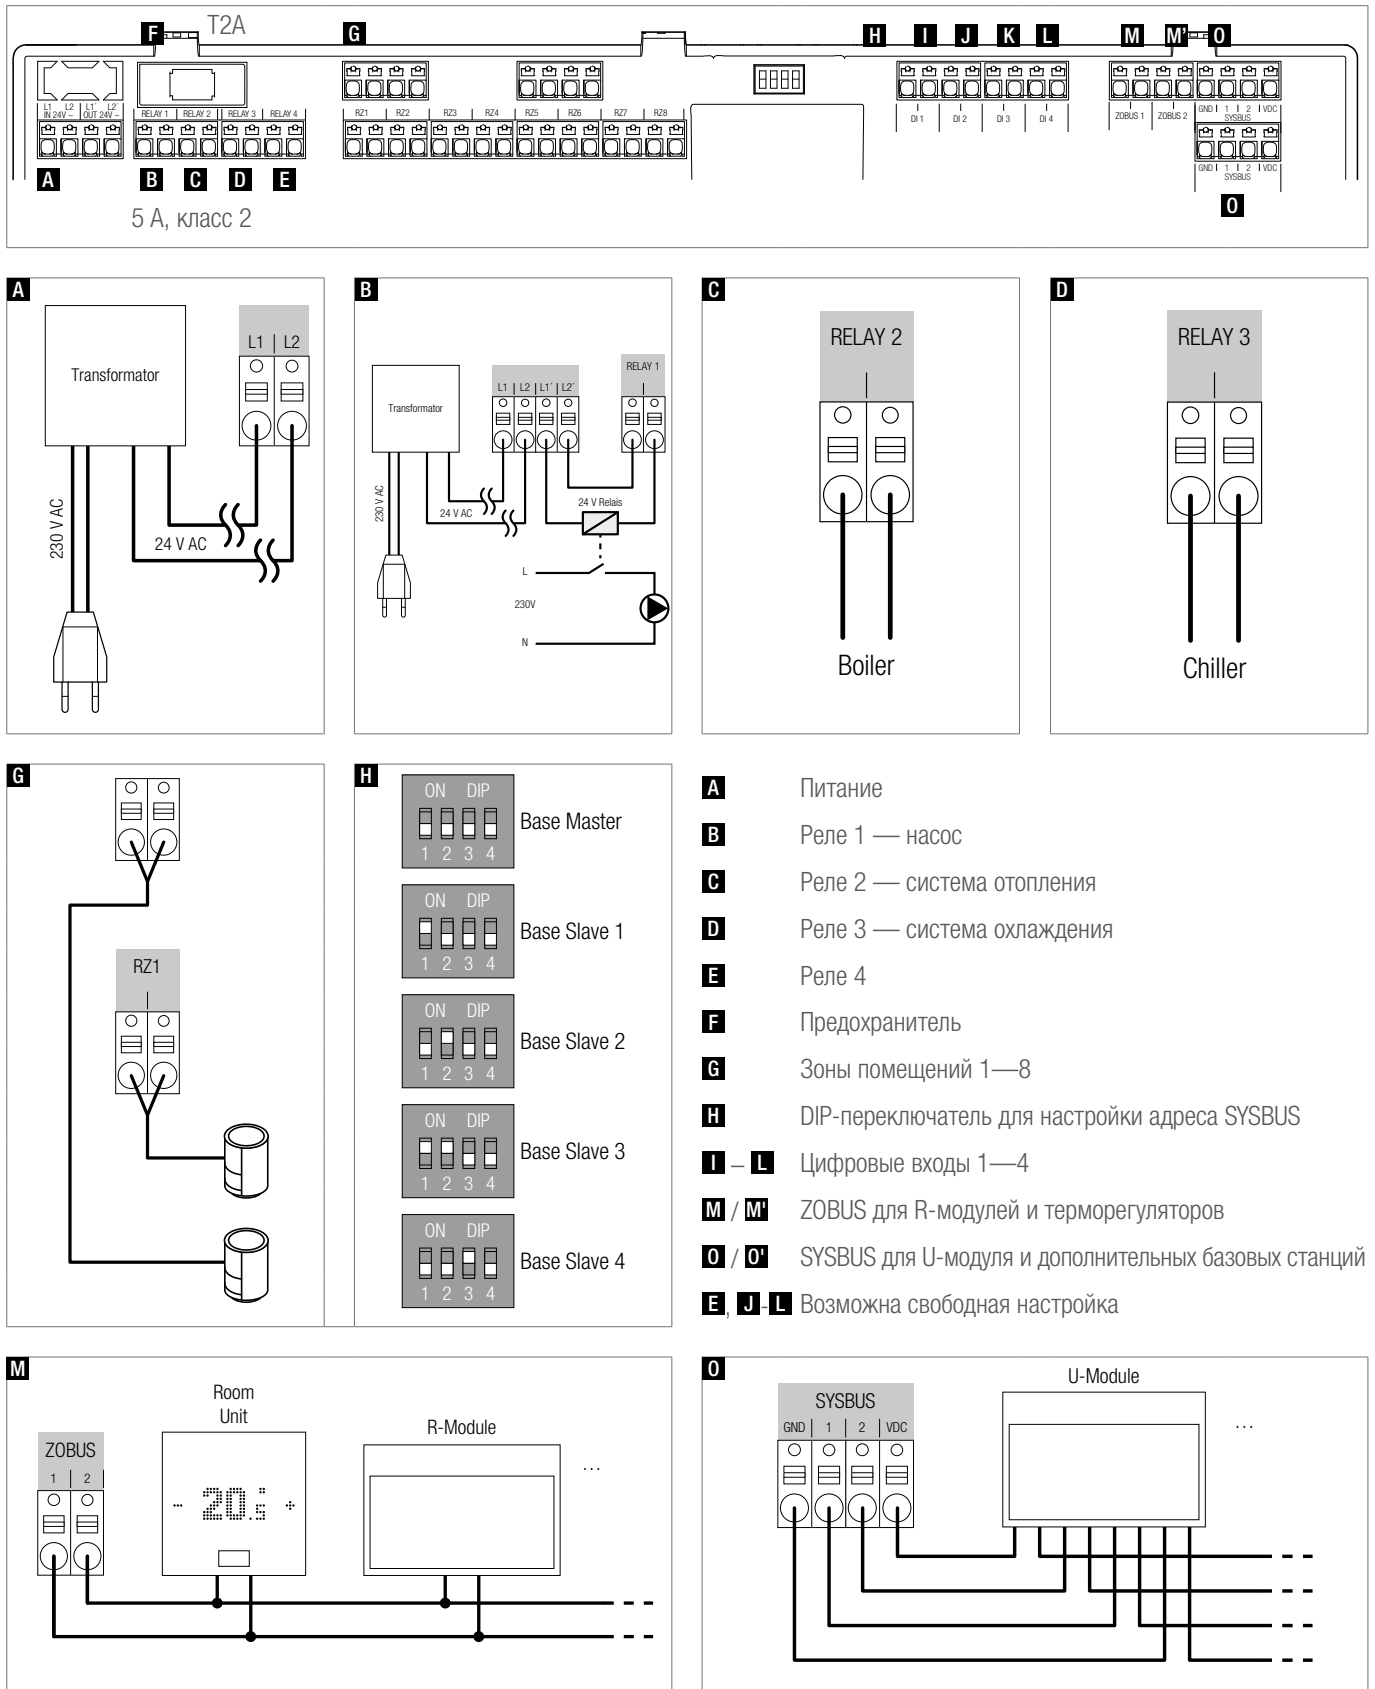 F T2A G H I J K L M M' O
L1 L2 L1´ L2´
IN 24V ~ OUT 24V ~
RELAY 1 RELAY 2 RELAY 3 RELAY 4
RZ1 RZ2 RZ3 RZ4 RZ5 RZ6 RZ7 RZ8
DI 1 DI 2 DI 3 DI 4
ZOBUS 1 ZOBUS 2
GND 1 2 VDC
SYSBUS
GND 1 2 VDC
SYSBUS
A B C D E O
5 A, класс 2
A
Transformator
L1 L2
230 V AC
24 V AC
B
Transformator
L1 L2 L1´ L2´
RELAY 1
230 V AC
24 V AC
24 V Relais
L
230V
N
C
RELAY 2
Boiler
D
RELAY 3
Chiller
G
RZ1
H
ON DIP
1 2 3 4
Base Master
ON DIP
1 2 3 4
Base Slave 1
ON DIP
1 2 3 4
Base Slave 2
ON DIP
1 2 3 4
Base Slave 3
ON DIP
1 2 3 4
Base Slave 4
A Питание
B Реле 1 — насос
C Реле 2 — система отопления
D Реле 3 — система охлаждения
E Реле 4
F Предохранитель
G Зоны помещений 1—8
H DIP-переключатель для настройки адреса SYSBUS
I – L Цифровые входы 1—4
M / M' ZOBUS для R-модулей и терморегуляторов
O / O' SYSBUS для U-модуля и дополнительных базовых станций
E, J-L Возможна свободная настройка
M
ZOBUS
1 2
Room
Unit
- 20.5 +
R-Module
...
O
SYSBUS
GND 1 2 VDC
U-Module
...